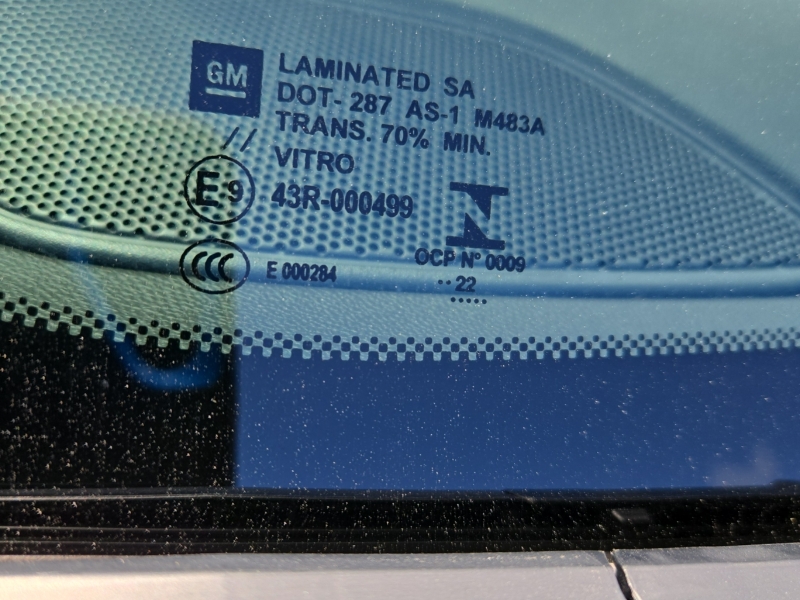 GM
LAMINATED SA
DOT- 287 AS-1 M483A
TRANS. 70% MIN.
//
VITRO
E9 43R-000499
CCC E 000284
OCP Nº 0009
··22
·····